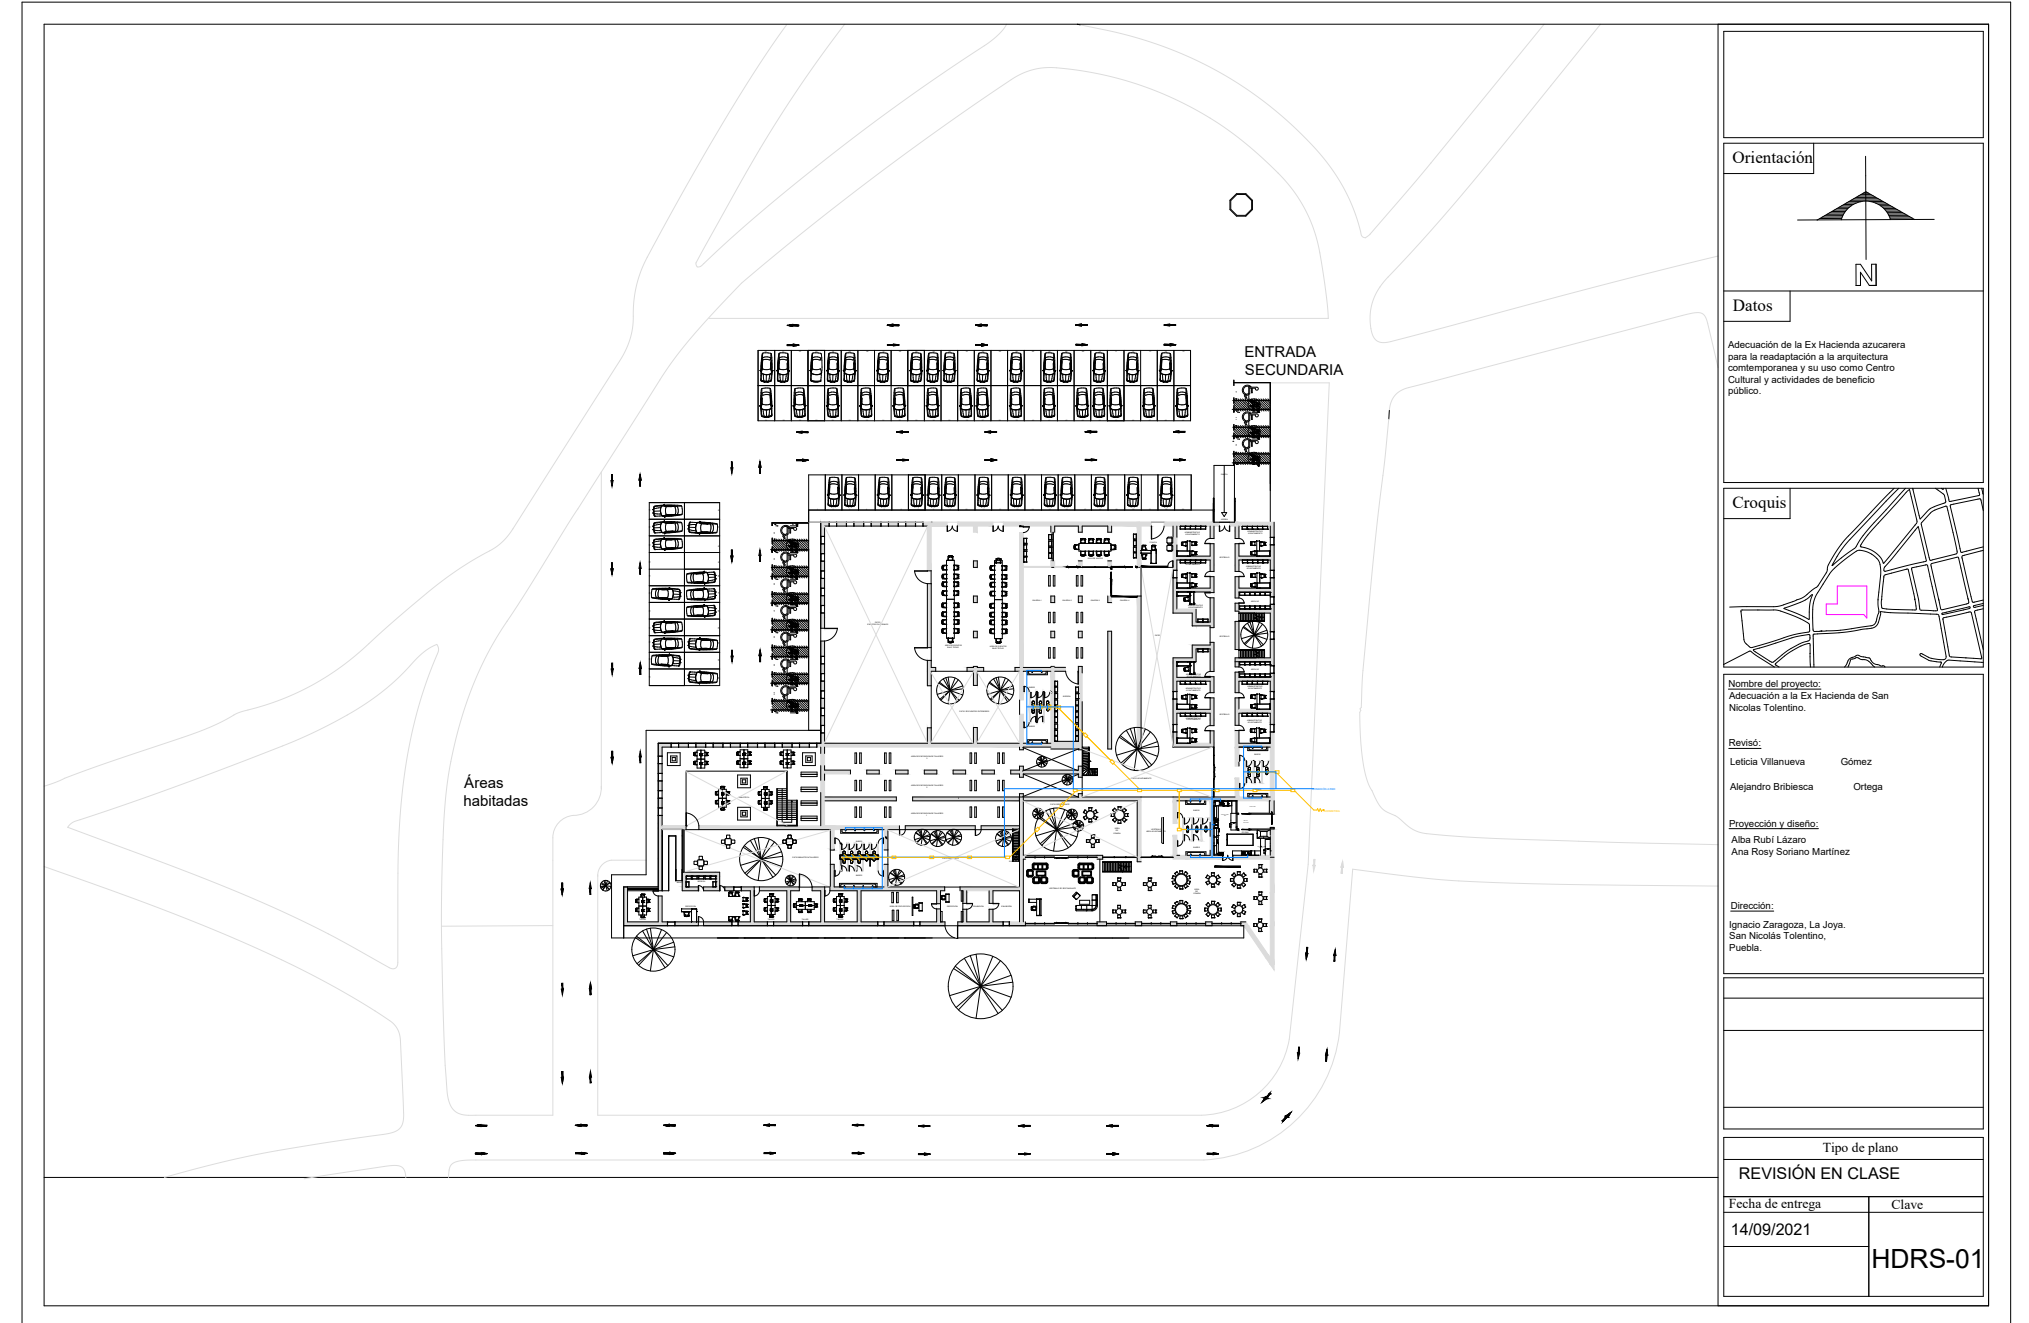 ENTRADA
SECUNDARIA
Áreas
habitadas
Orientación
N
Datos
Adecuación de la Ex Hacienda azucarera
para la readaptación a la arquitectura
comtemporanea y su uso como Centro
Cultural y actividades de beneficio
público.
Croquis
Nombre del proyecto:
Adecuación a la Ex Hacienda de San
Nicolas Tolentino.
Revisó:
Leticia Villanueva Gómez
Alejandro Bribiesca Ortega
Proyección y diseño:
Alba Rubí Lázaro
Ana Rosy Soriano Martínez
Dirección:
Ignacio Zaragoza, La Joya.
San Nicolás Tolentino,
Puebla.
Tipo de plano
REVISIÓN EN CLASE
Fecha de entrega Clave
14/09/2021
HDRS-01